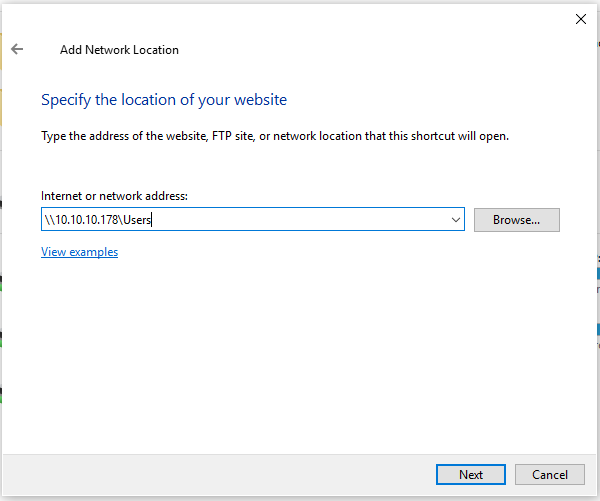 Add Network Location
Specify the location of your website
Type the address of the website, FTP site, or network location that this shortcut will open.
Internet or network address:
\\10.10.10.178\Users
Browse...
View examples
Next
Cancel